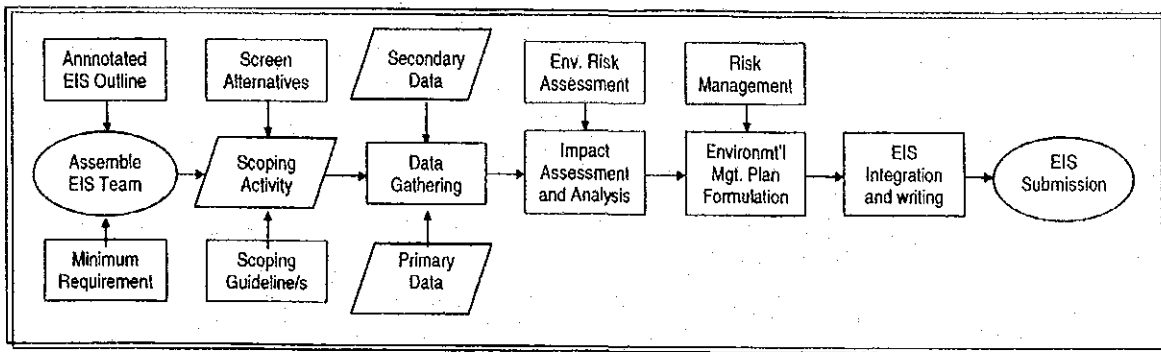 Annnotated
EIS Outline
Screen
Alternatives
Secondary
Data
Env. Risk
Assessment
Risk
Management
Assemble
EIS Team
Scoping
Activity
Data
Gathering
Impact
Assessment
and Analysis
Environmt'l
Mgt. Plan
Formulation
EIS
Integration
and writing
EIS
Submission
Minimum
Requirement
Scoping
Guideline/s
Primary
Data